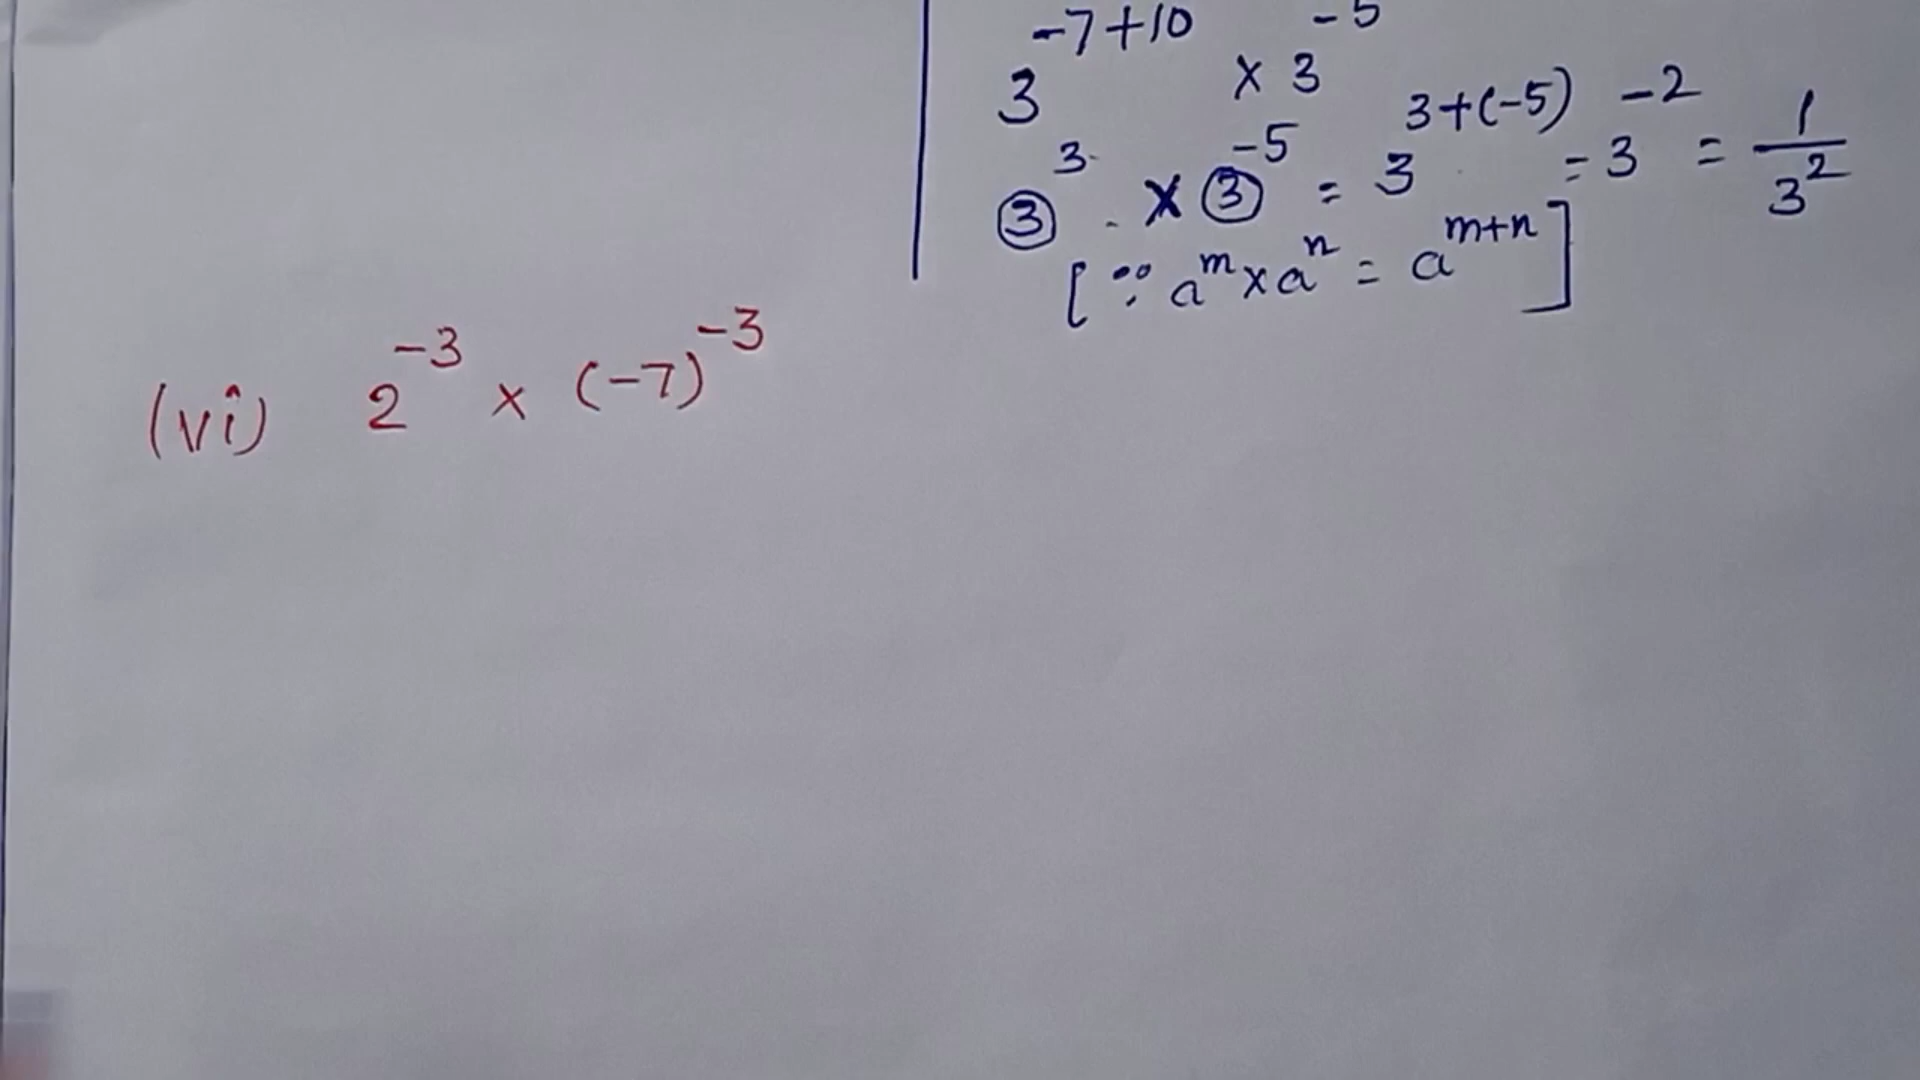 3^{-7+10} × 3^{-5}
3^3 . × 3^{-5} = 3^{3+(-5)} = 3^{-2} = 1/3^2
[∵ a^m × a^n = a^{m+n}]
(vi) 2^{-3} × (-7)^{-3}